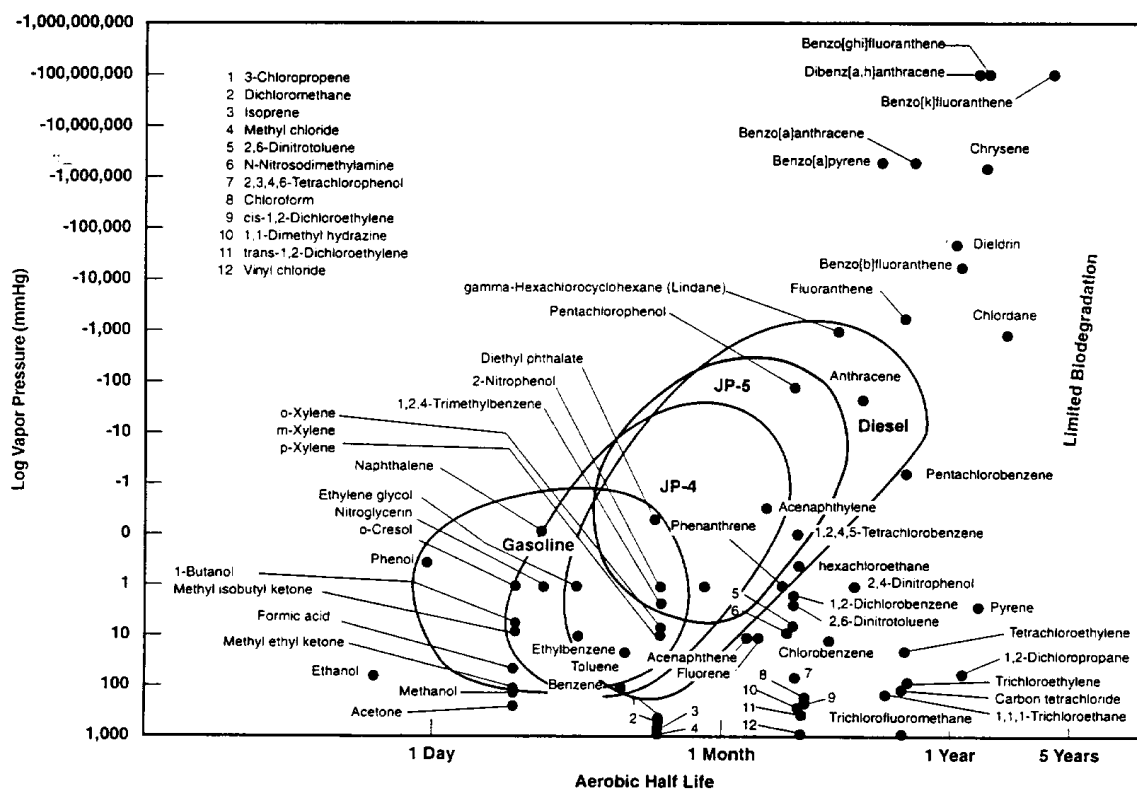 -1,000,000,000
-100,000,000
-10,000,000
-1,000,000
-100,000
-10,000
-1,000
-100
-10
-1
0
1
10
100
1,000
Log Vapor Pressure (mmHg)
1 3-Chloropropene
2 Dichloromethane
3 Isoprene
4 Methyl chloride
5 2,6-Dinitrotoluene
6 N-Nitrosodimethylamine
7 2,3,4,6-Tetrachlorophenol
8 Chloroform
9 cis-1,2-Dichloroethylene
10 1,1-Dimethyl hydrazine
11 trans-1,2-Dichloroethylene
12 Vinyl chloride
Benzo[ghi]fluoranthene
Dibenz[a,h]anthracene
Benzo[k]fluoranthene
Benzo[a]anthracene
Benzo[a]pyrene
Chrysene
Dieldrin
Benzo[b]fluoranthene
Fluoranthene
Chlordane
gamma-Hexachlorocyclohexane (Lindane)
Pentachlorophenol
Diethyl phthalate
2-Nitrophenol
1,2,4-Trimethylbenzene
o-Xylene
m-Xylene
p-Xylene
JP-5
Anthracene
Diesel
Limited Biodegradation
Naphthalene
Ethylene glycol
Nitroglycerin
o-Cresol
Phenol
Gasoline
JP-4
Phenanthrene
Pentachlorobenzene
Acenaphthylene
1,2,4,5-Tetrachlorobenzene
hexachloroethane
2,4-Dinitrophenol
1,2-Dichlorobenzene
2,6-Dinitrotoluene
Pyrene
1-Butanol
Methyl isobutyl ketone
Formic acid
Methyl ethyl ketone
Ethanol
Methanol
Acetone
Ethylbenzene
Toluene
Benzene
Acenaphthene
Fluorene
5
6
Chlorobenzene
Tetrachloroethylene
1,2-Dichloropropane
Trichloroethylene
Carbon tetrachloride
1,1,1-Trichloroethane
Trichlorofluromethane
2
3
4
8
7
10
9
11
12
1 Day
1 Month
1 Year
5 Years
Aerobic Half Life